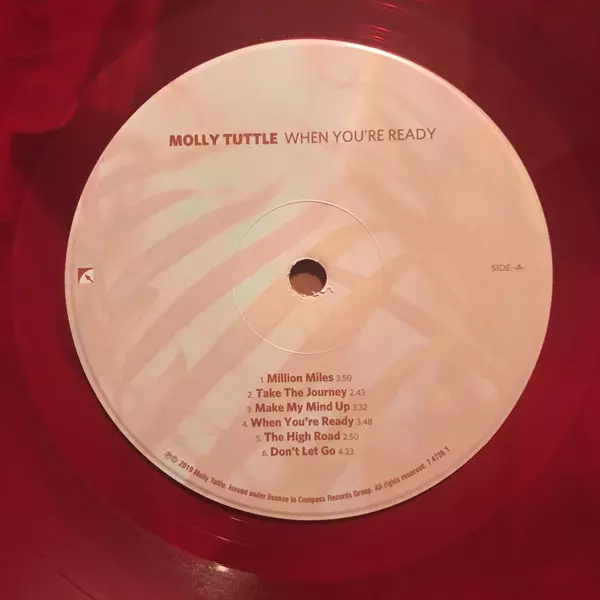 MOLLY TUTTLE WHEN YOU'RE READY
SIDE -A-
1. Million Miles 3.50
2. Take The Journey 2.43
3. Make My Mind Up 3.32
4. When You're Ready 3.48
5. The High Road 2.50
6. Don't Let Go 4.23
℗© 2019 Molly Tuttle. Issued under license to Compass Records Group. All rights reserved. 7 4728 1